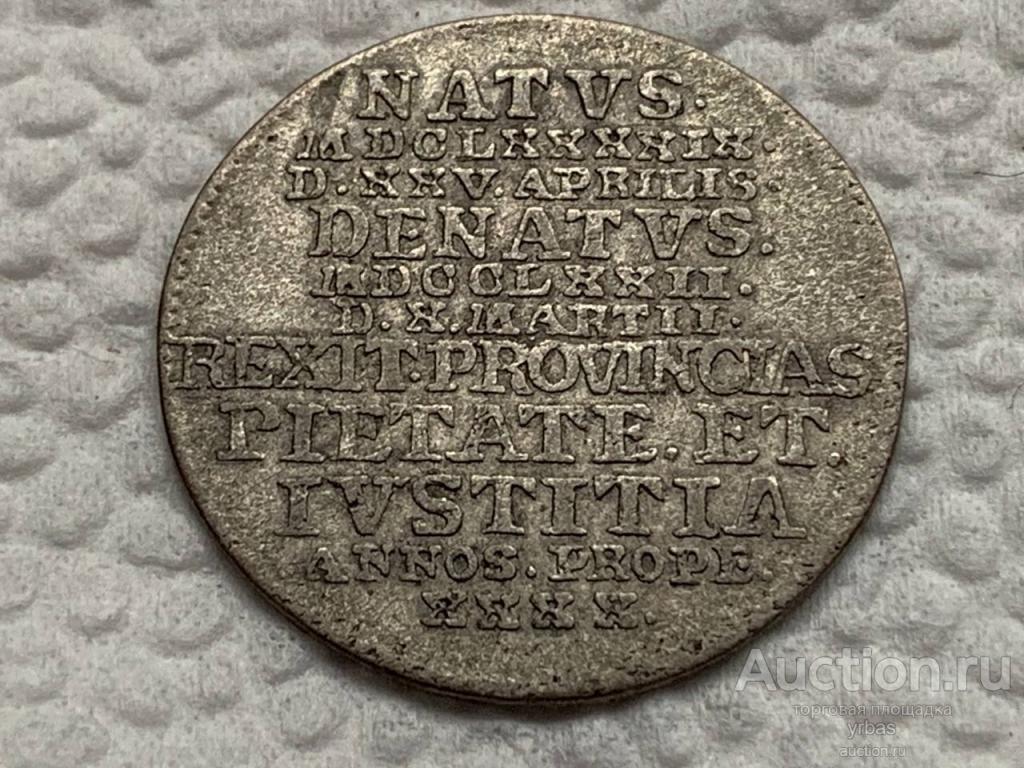 NATVS.
MDCLXXXXIX.
D.XXV.APRILIS.
DENATVS.
MDCCLXXII.
D.X.MARTII.
REXIT.PROVINCIAS
PIETATE.ET.
IVSTITIA
ANNOS.PROPE.
XXXX.
Auction.ru
торговая площадка
yrbas
auction.ru